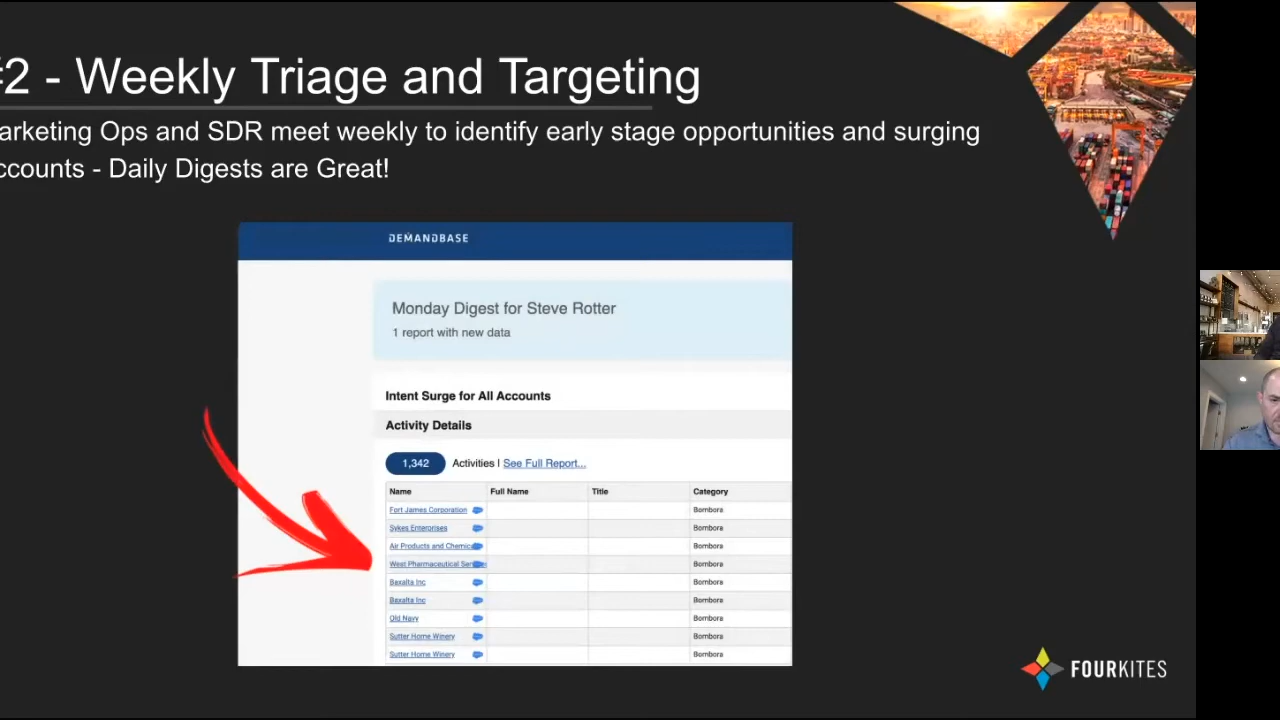 #2 - Weekly Triage and Targeting
arketing Ops and SDR meet weekly to identify early stage opportunities and surging
ccounts - Daily Digests are Great!
DEMANDBASE
Monday Digest for Steve Rotter
1 report with new data
Intent Surge for All Accounts
Activity Details
1,342 Activities | See Full Report...
Name Full Name Title Category
Fort James Corporation Bombora
Sykes Enterprises Bombora
Air Products and Chemica Bombora
West Pharmaceutical Ser Bombora
Baxalta Inc Bombora
Baxalta Inc Bombora
Old Navy Bombora
Sutter Home Winery Bombora
Sutter Home Winery Bombora
FOURKITES